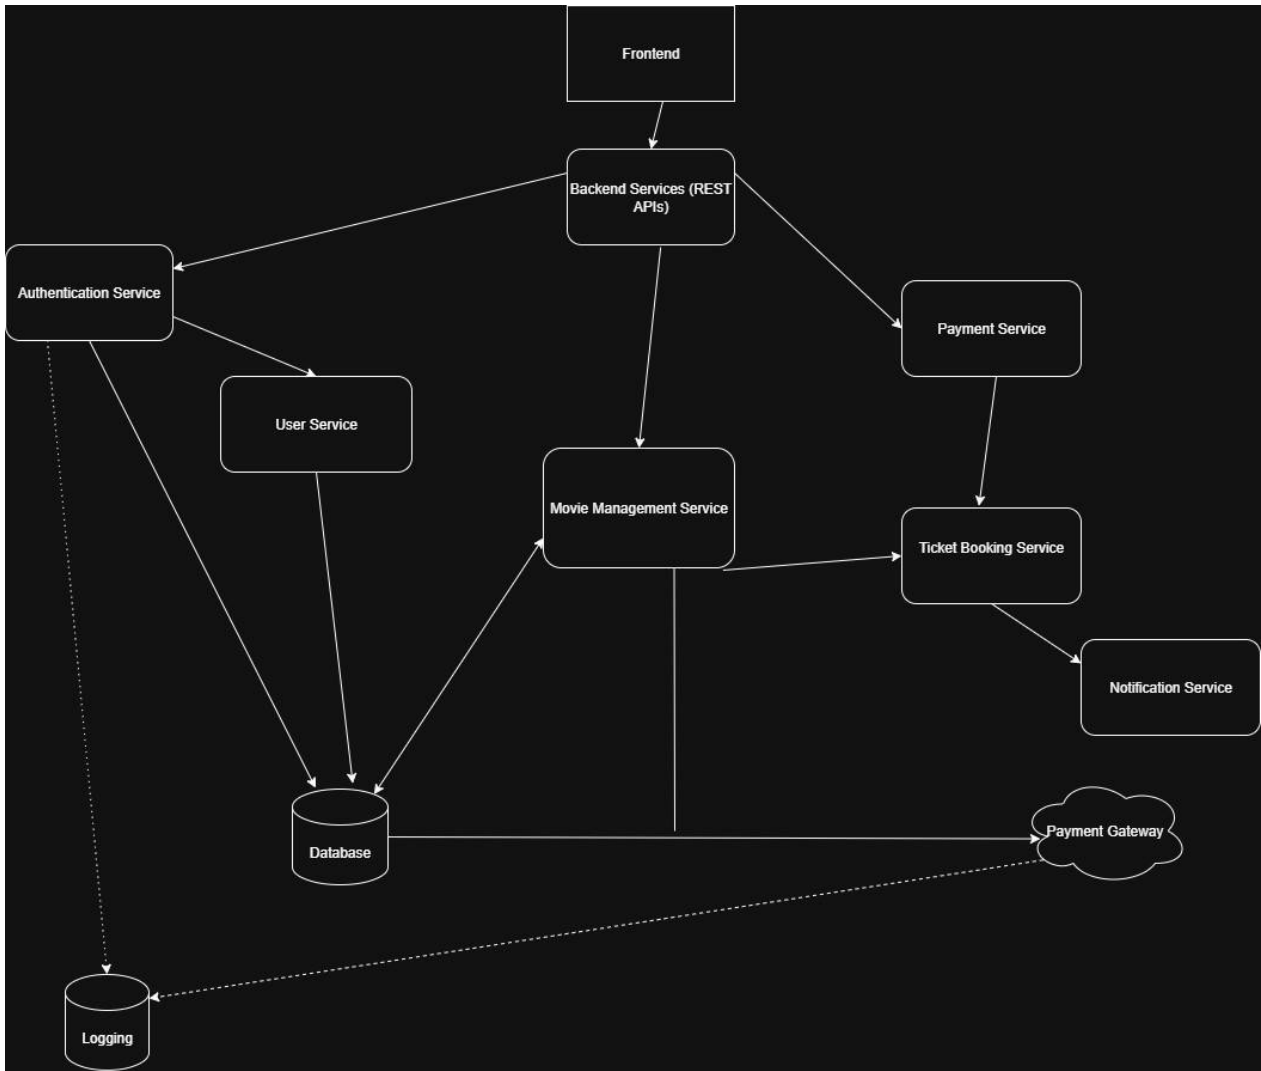 Frontend
Backend Services (REST
APIs)
Authentication Service
Payment Service
User Service
Movie Management Service
Ticket Booking Service
Notification Service
Payment Gateway
Database
Logging